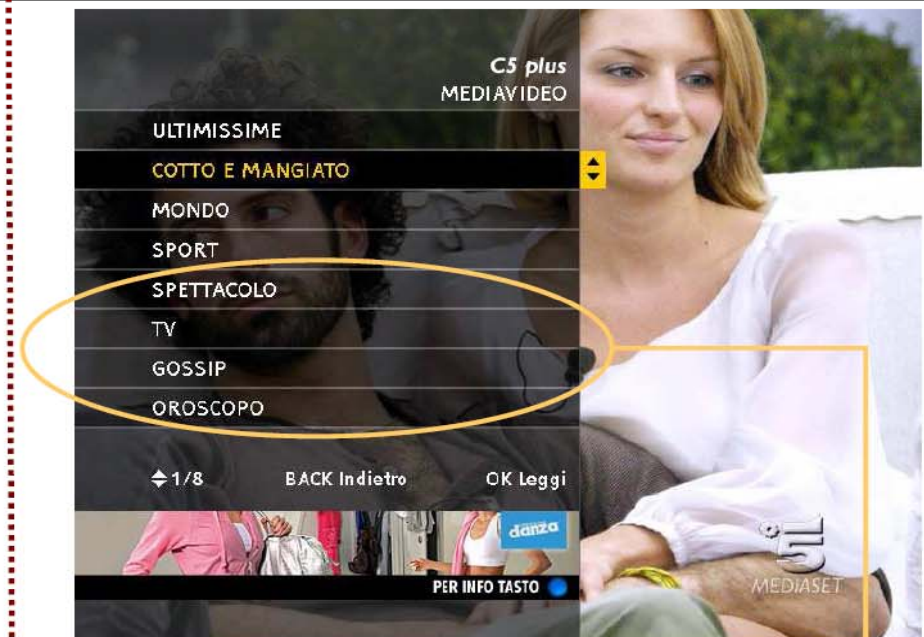 C5 plus
MEDIAVIDEO
ULTIMISSIME
COTTO E MANGIATO
MONDO
SPORT
SPETTACOLO
TV
GOSSIP
OROSCOPO
1/8 BACK Indietro OK Leggi
danza
PER INFO TASTO
5
MEDIASET